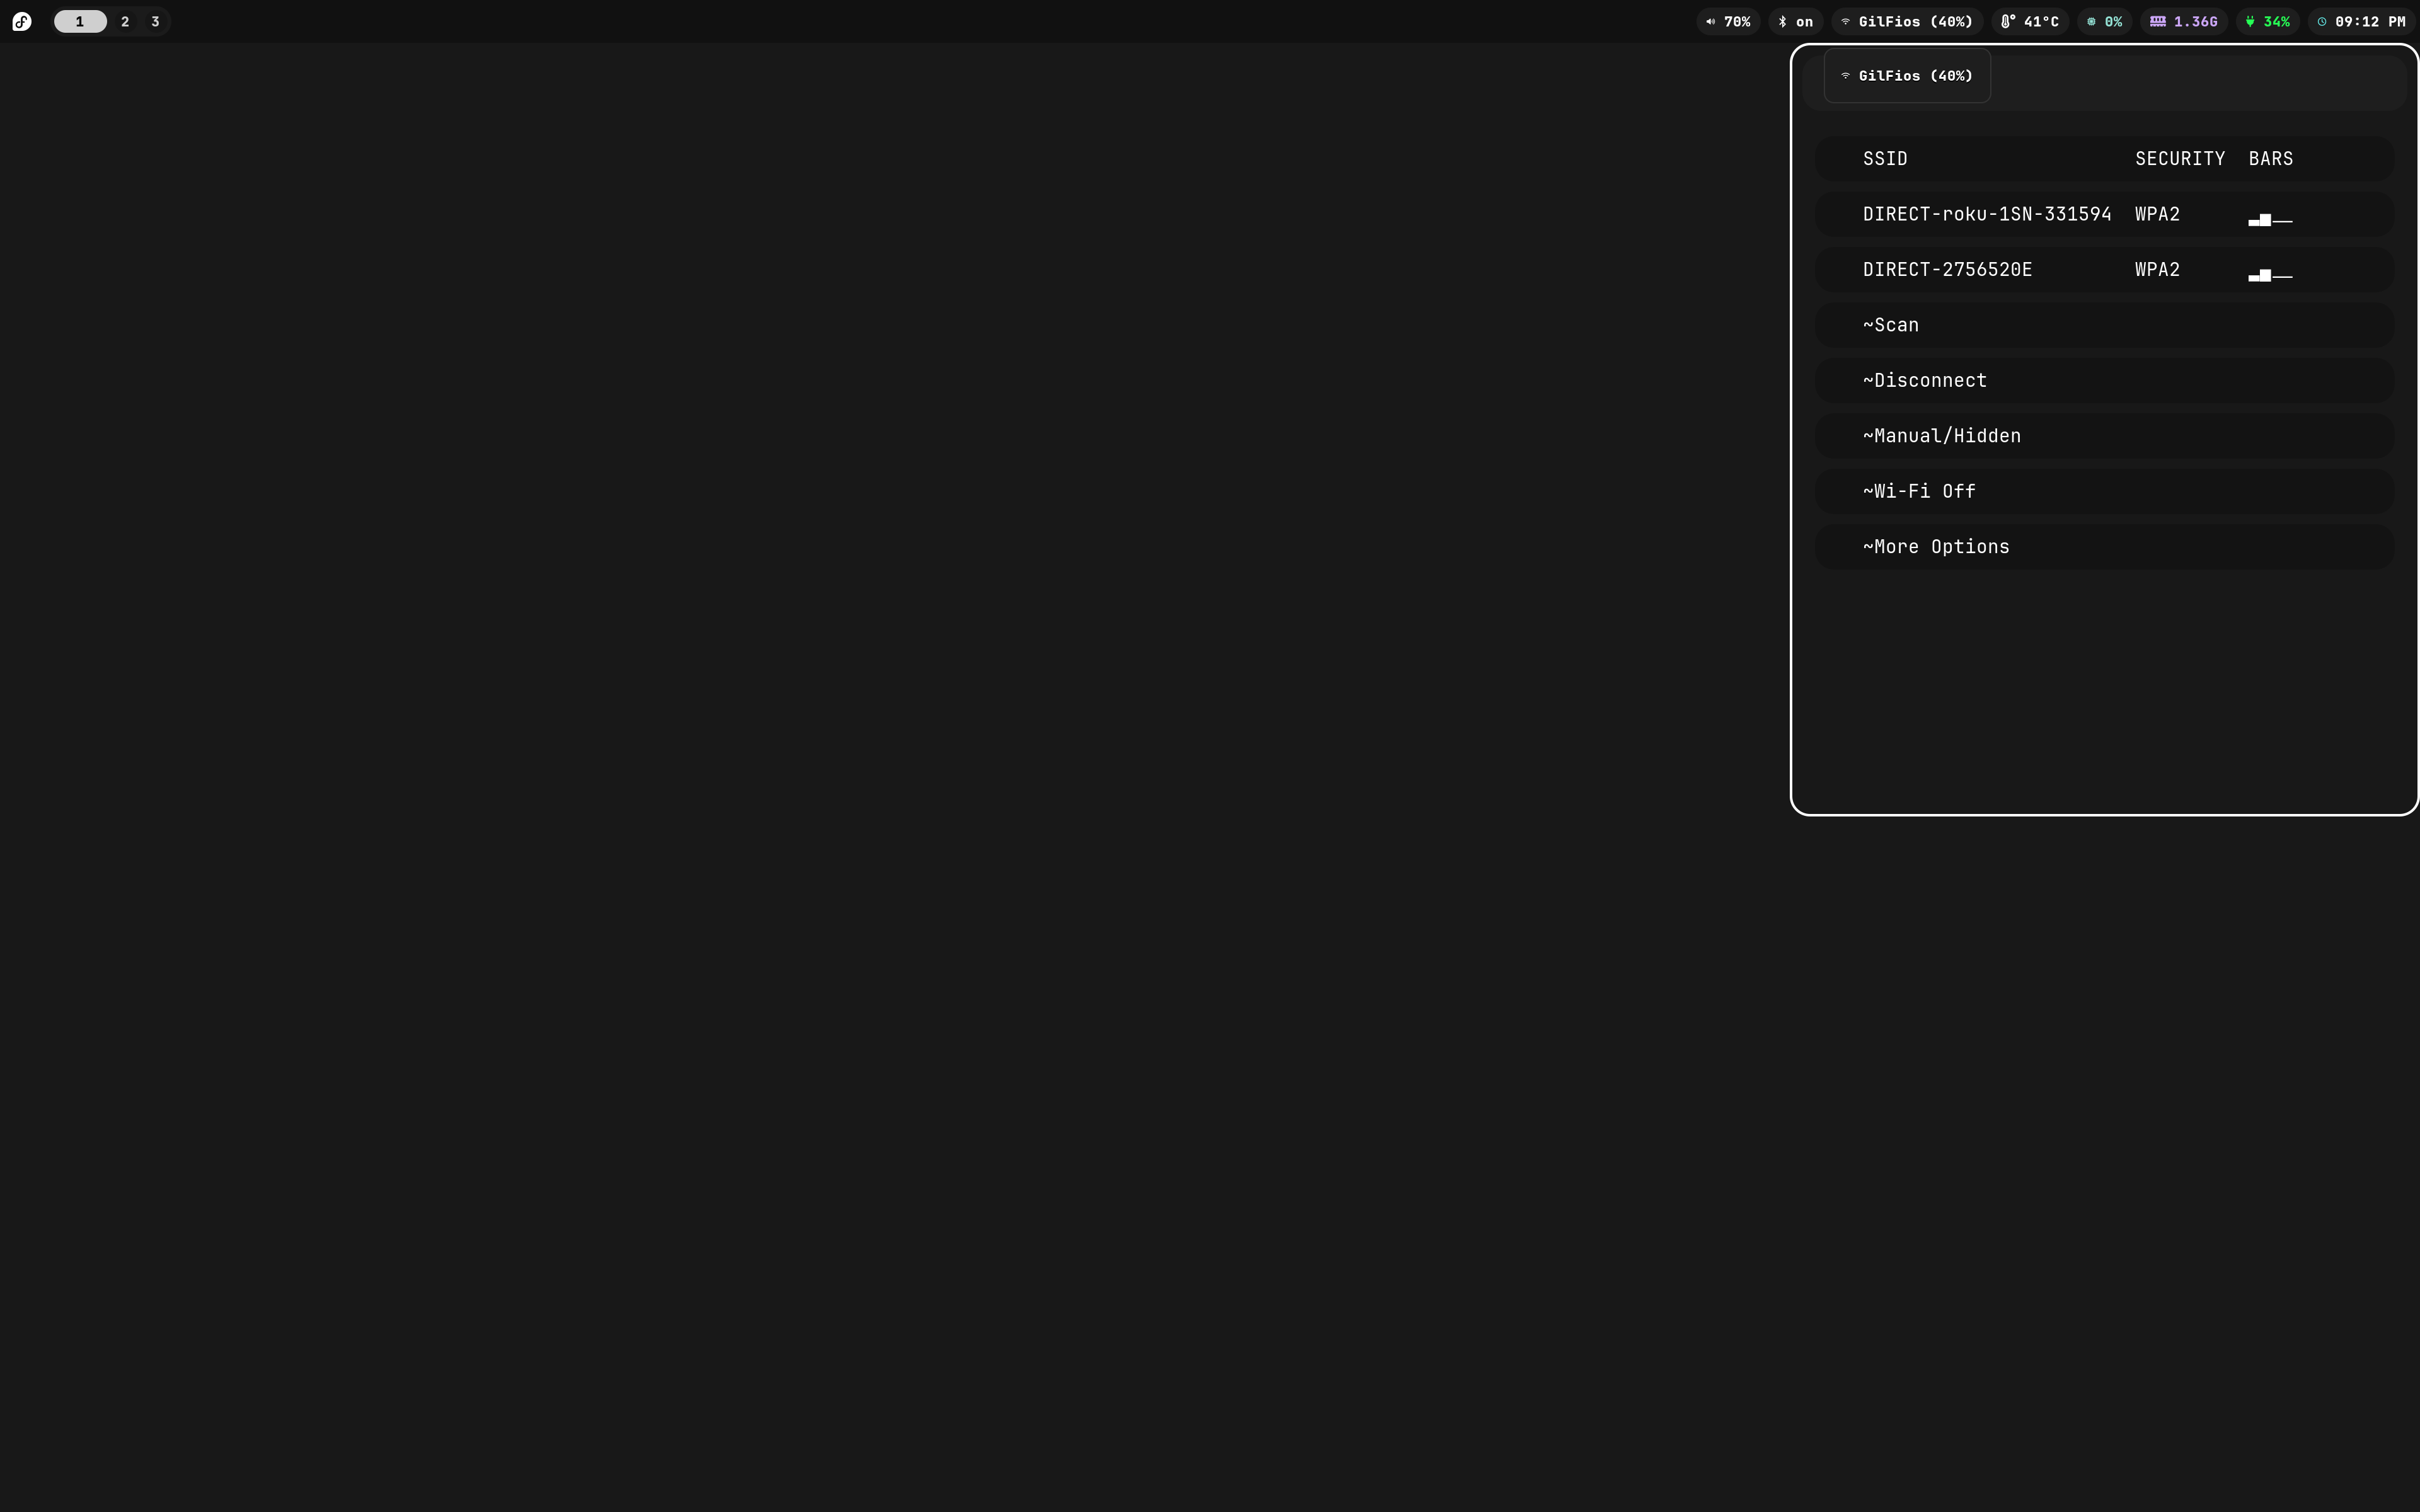 1 2 3 70% on GilFios (40%) 41°C 0% 1.36G 34% 09:12 PM
GilFios (40%)
SSID SECURITY BARS
DIRECT-roku-1SN-331594 WPA2 ▂▄__
DIRECT-2756520E WPA2 ▂▄__
~Scan
~Disconnect
~Manual/Hidden
~Wi-Fi Off
~More Options